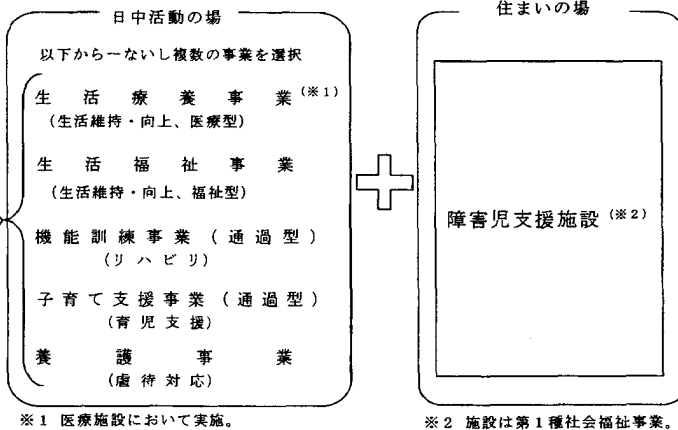 日中活動の場
以下から一ないし複数の事業を選択
生活療養事業(※1)
(生活維持・向上、医療型)
生活福祉事業
(生活維持・向上、福祉型)
機能訓練事業(通過型)
(リハビリ)
子育て支援事業(通過型)
(育児支援)
養護事業
(虐待対応)
※1 医療施設において実施。
住まいの場
障害児支援施設(※2)
※2 施設は第1種社会福祉事業。